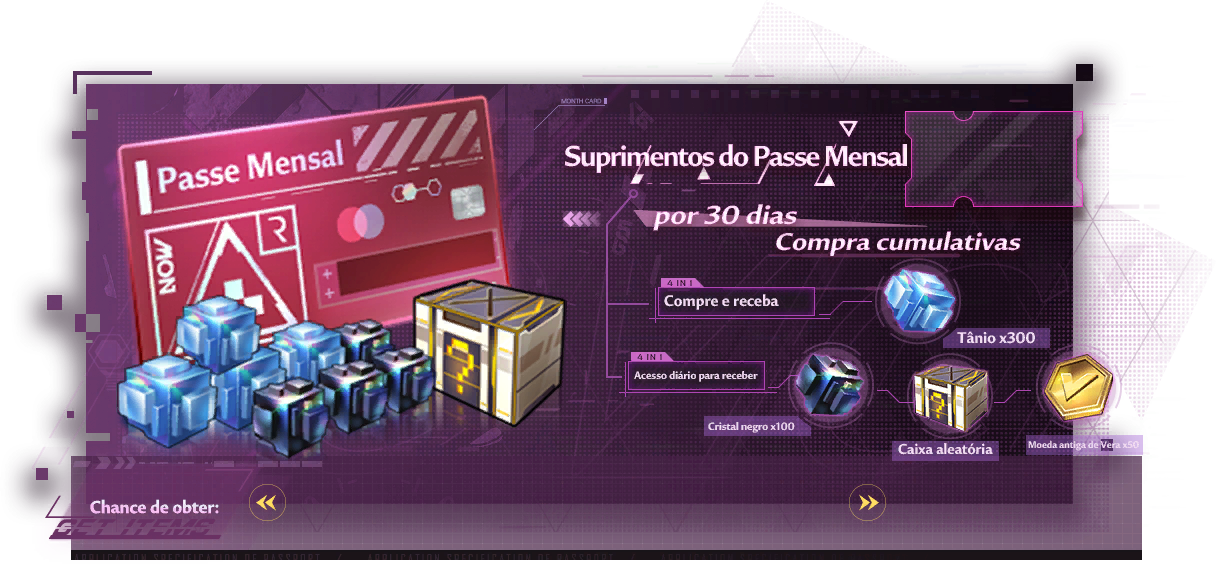 MONTH CARD
Passe Mensal
NOW
R
Suprimentos do Passe Mensal
por 30 dias
Compra cumulativas
4 IN 1
Compre e receba
Tânio x300
4 IN 1
Acesso diário para receber
Cristal negro x100
Caixa aleatória
Moeda antiga de Vera x50
Chance de obter:
GET ITEMS
APPLICATION SPECIFICATION OF PASSPORT / APPLICATION SPECIFICATION OF PASSPORT / APPLICATION